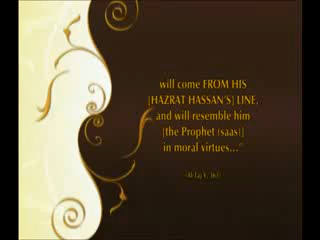 will come FROM HIS
[HAZRAT HASSAN'S] LINE,
and will resemble him
[the Prophet (saas)]
in moral virtues..."